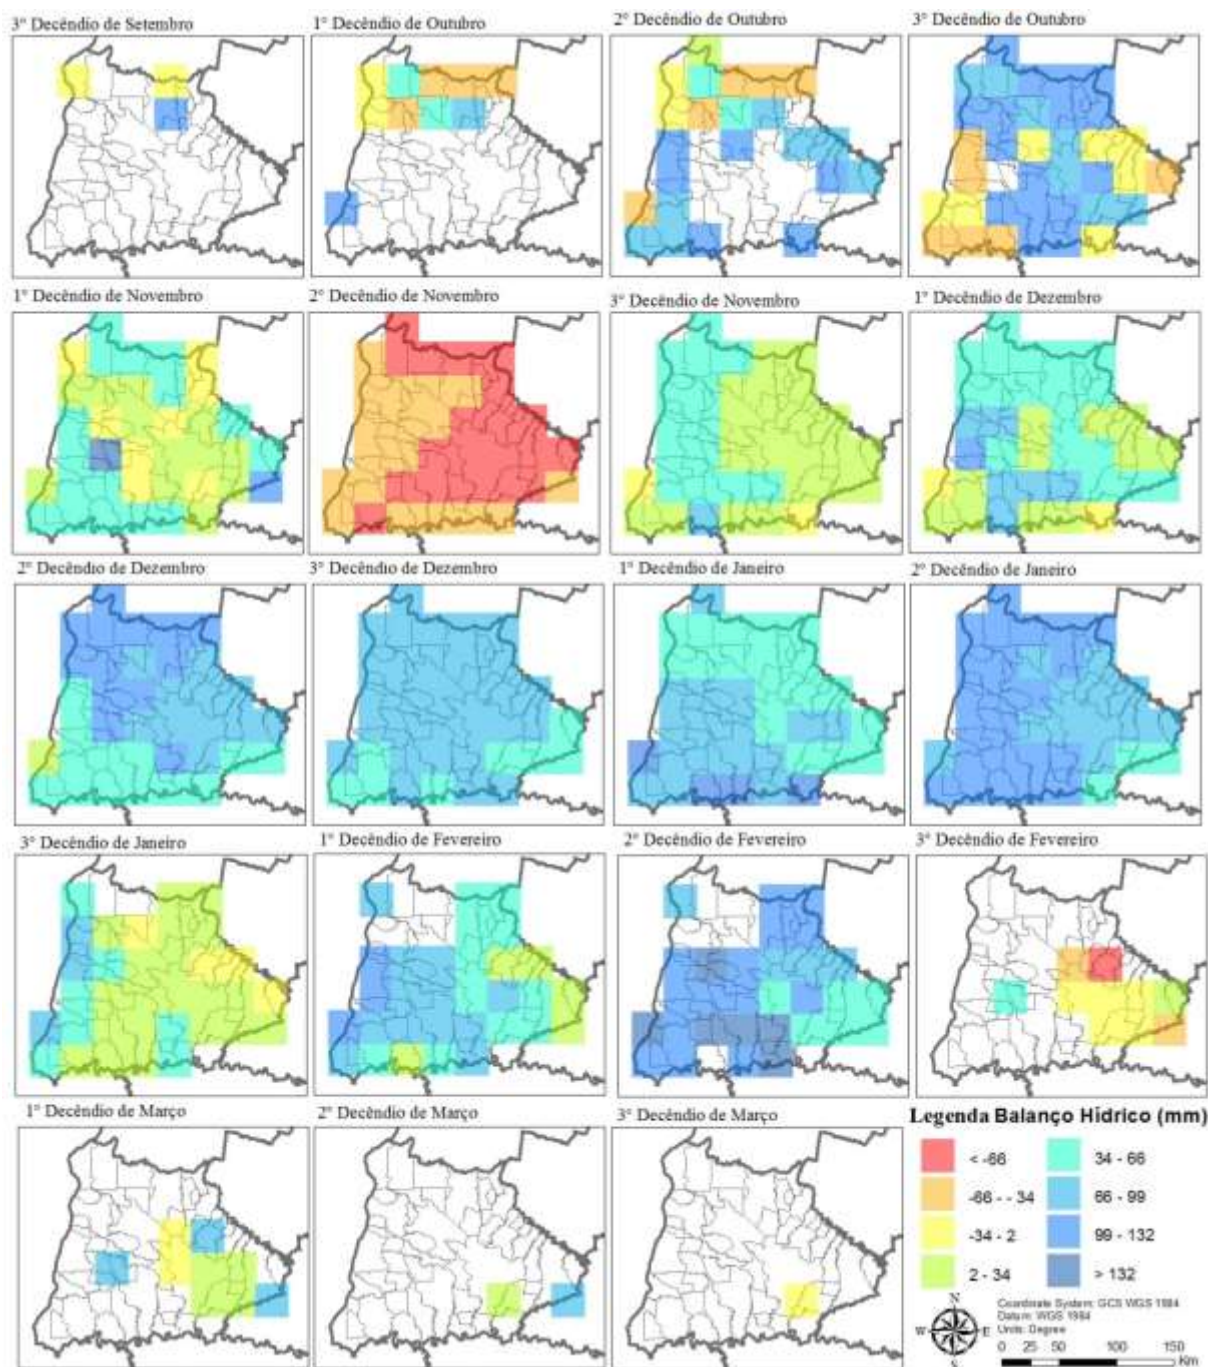 3° Decêndio de Setembro
1° Decêndio de Outubro
2° Decêndio de Outubro
3° Decêndio de Outubro
1° Decêndio de Novembro
2° Decêndio de Novembro
3° Decêndio de Novembro
1° Decêndio de Dezembro
2° Decêndio de Dezembro
3° Decêndio de Dezembro
1° Decêndio de Janeiro
2° Decêndio de Janeiro
3° Decêndio de Janeiro
1° Decêndio de Fevereiro
2° Decêndio de Fevereiro
3° Decêndio de Fevereiro
1° Decêndio de Março
2° Decêndio de Março
3° Decêndio de Março
Legenda Balanço Hídrico (mm)
< -66
34 - 66
-66 - - 34
66 - 99
-34 - 2
99 - 132
2 - 34
> 132
N
W
E
S
Coordinate System: GCS WGS 1984
Datum: WGS 1984
Units: Degree
0 25 50 100 150
Km